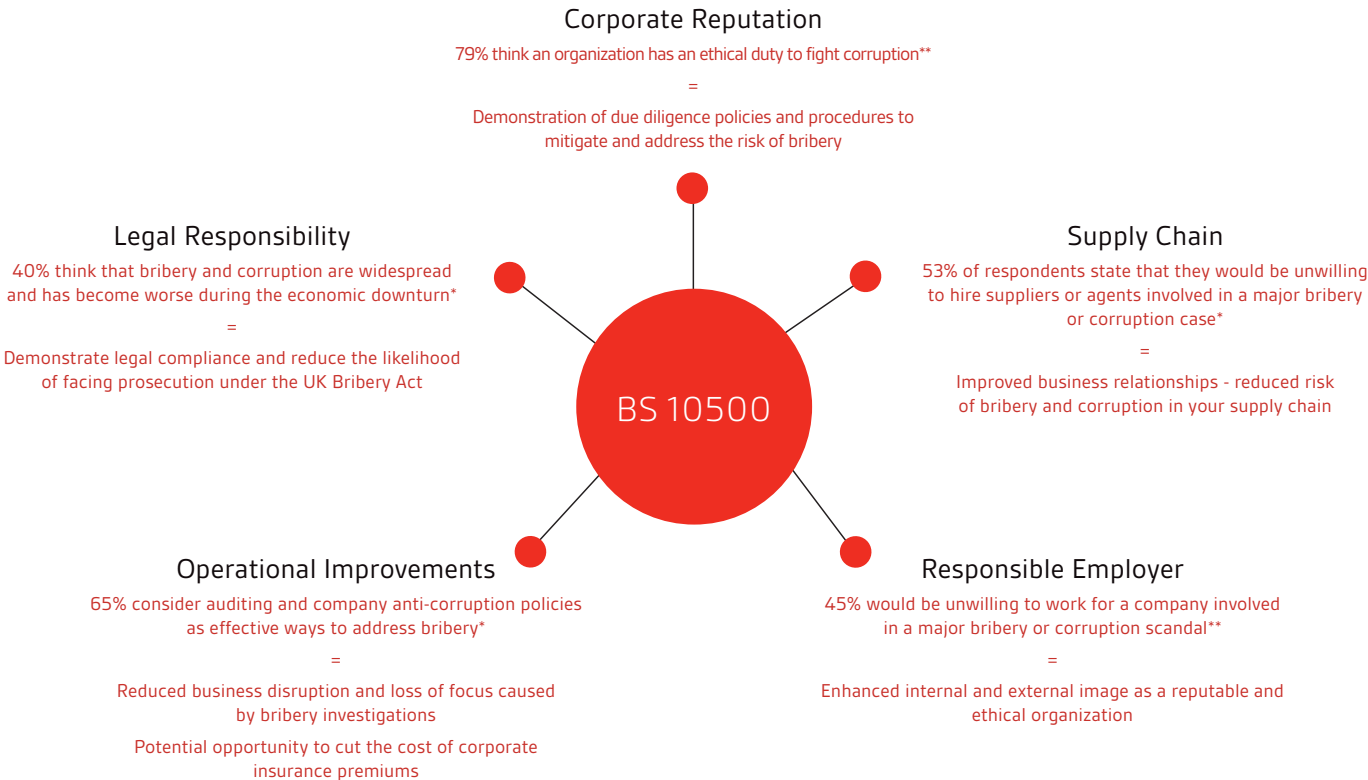 Corporate Reputation
79% think an organization has an ethical duty to fight corruption**
=
Demonstration of due diligence policies and procedures to
mitigate and address the risk of bribery
Legal Responsibility
40% think that bribery and corruption are widespread
and has become worse during the economic downturn*
=
Demonstrate legal compliance and reduce the likelihood
of facing prosecution under the UK Bribery Act
Supply Chain
53% of respondents state that they would be unwilling
to hire suppliers or agents involved in a major bribery
or corruption case*
=
Improved business relationships - reduced risk
of bribery and corruption in your supply chain
BS 10500
Operational Improvements
65% consider auditing and company anti-corruption policies
as effective ways to address bribery*
=
Reduced business disruption and loss of focus caused
by bribery investigations
Potential opportunity to cut the cost of corporate
insurance premiums
Responsible Employer
45% would be unwilling to work for a company involved
in a major bribery or corruption scandal**
=
Enhanced internal and external image as a reputable and
ethical organization